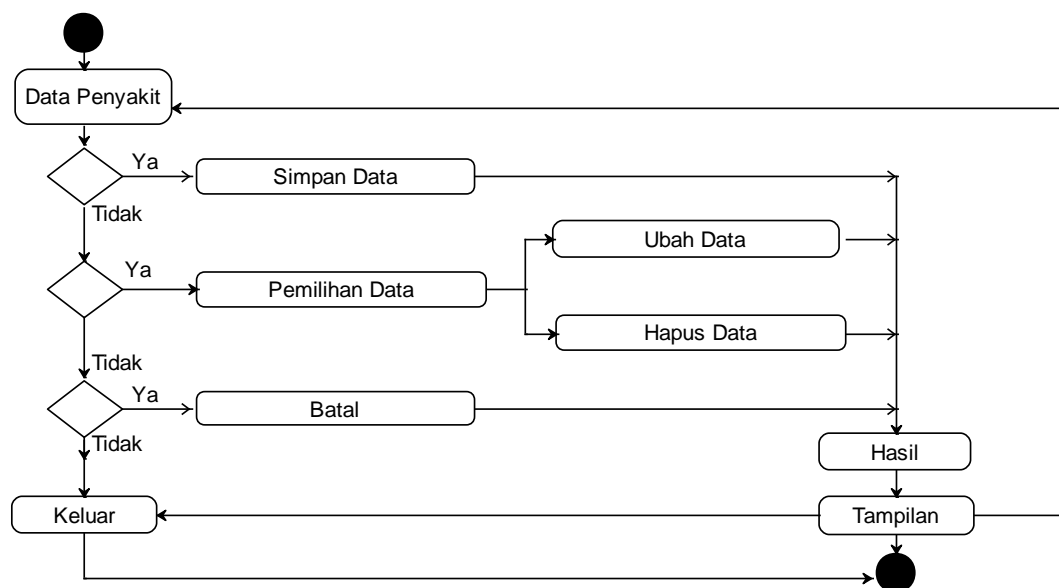 Data Penyakit
Ya
Simpan Data
Tidak
Ubah Data
Ya
Pemilihan Data
Hapus Data
Tidak
Ya
Batal
Tidak
Hasil
Keluar
Tampilan